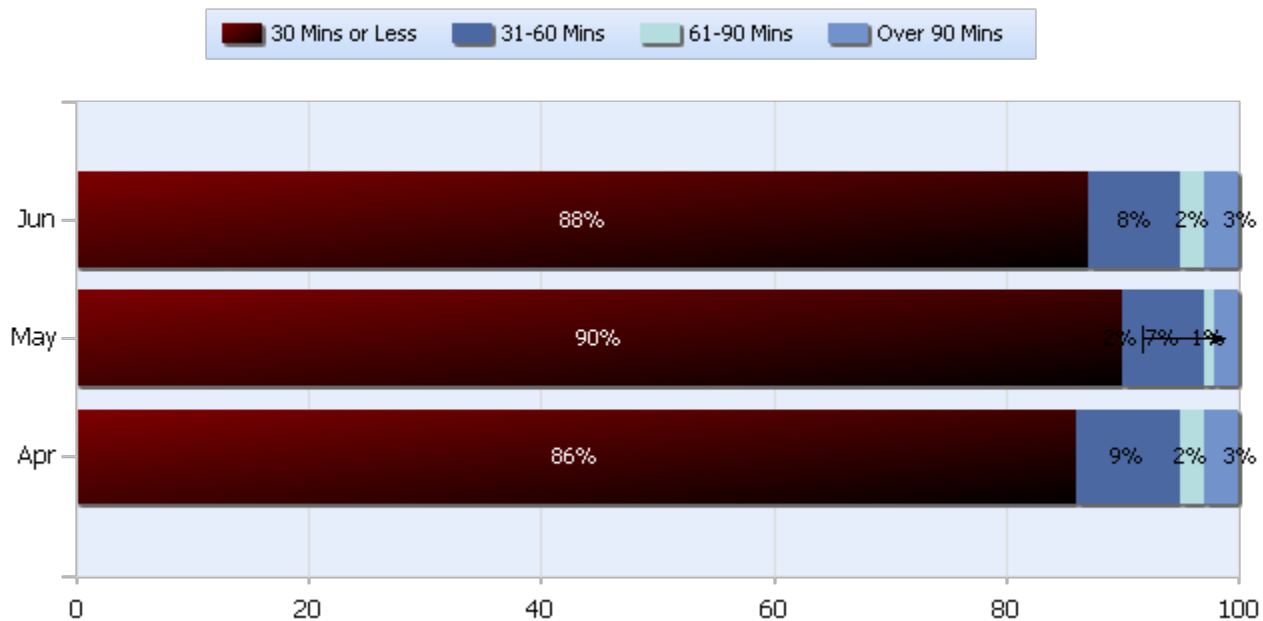 30 Mins or Less 31-60 Mins 61-90 Mins Over 90 Mins
Jun 88% 8% 2% 3%
May 90% 2% 7% 1%
Apr 86% 9% 2% 3%
0 20 40 60 80 100